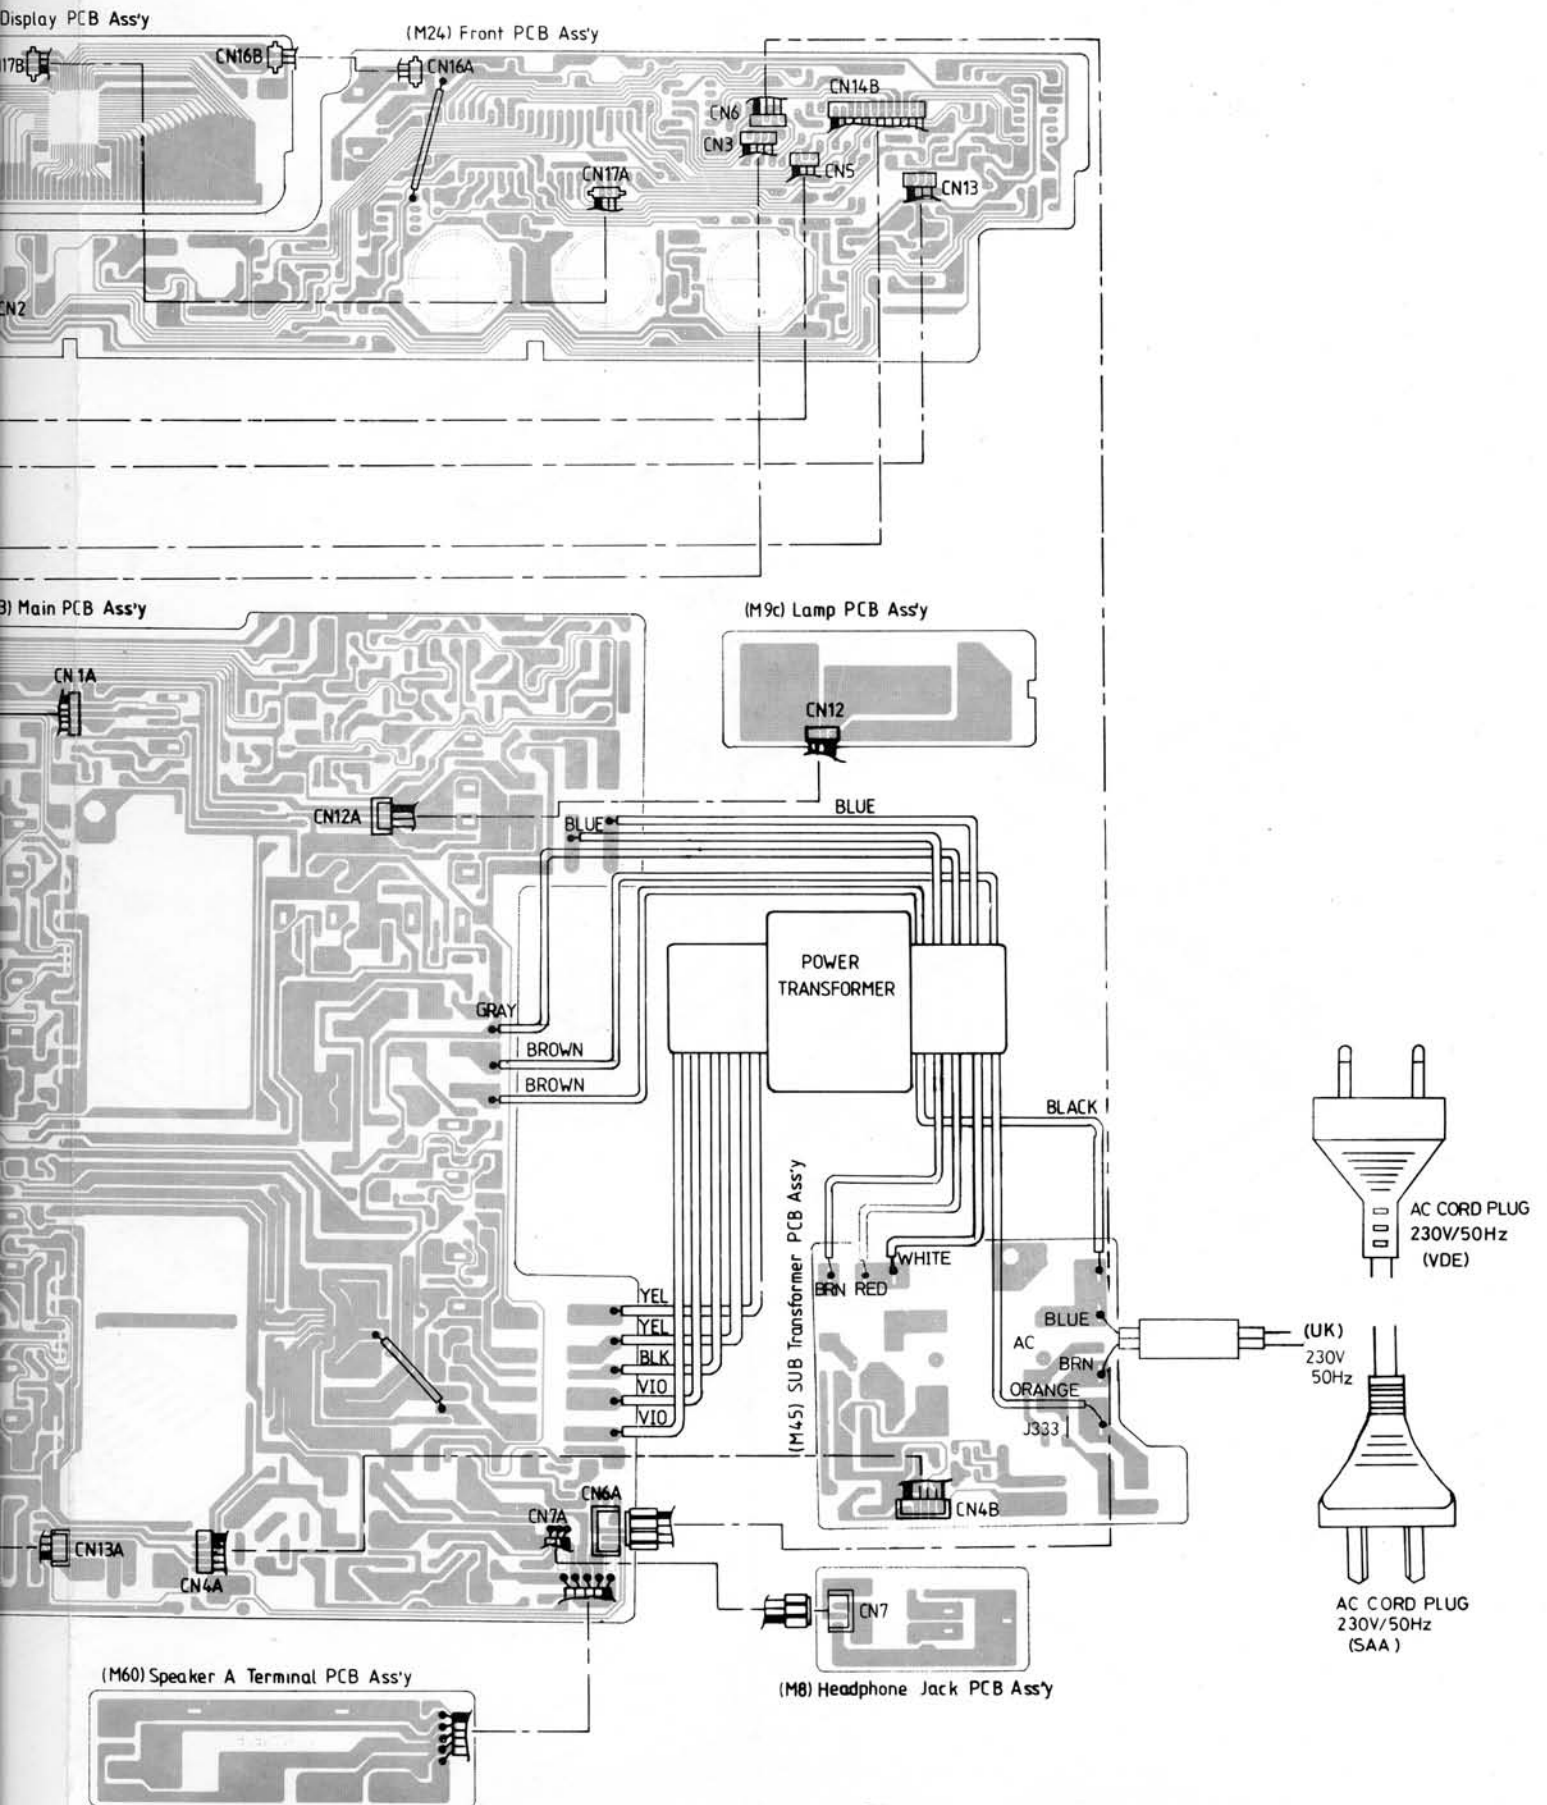 Display PCB Ass'y
(M24) Front PCB Ass'y
17B
CN16B
CN16A
CN6
CN14B
CN3
CN5
CN17A
CN13
CN2
3) Main PCB Ass'y
(M9c) Lamp PCB Ass'y
CN 1A
CN12
CN12A
BLUE
BLUE
POWER
TRANSFORMER
GRAY
BROWN
BROWN
BLACK
(M45) SUB Transformer PCB Ass'y
WHITE
BRN RED
AC CORD PLUG
230V/50Hz
(VDE)
YEL
YEL
BLK
VIO
VIO
BLUE
AC
BRN
ORANGE
J333
(UK)
230V
50Hz
CN6A
CN7A
CN4B
CN13A
CN4A
CN7
AC CORD PLUG
230V/50Hz
(SAA)
(M60) Speaker A Terminal PCB Ass'y
(M8) Headphone Jack PCB Ass'y